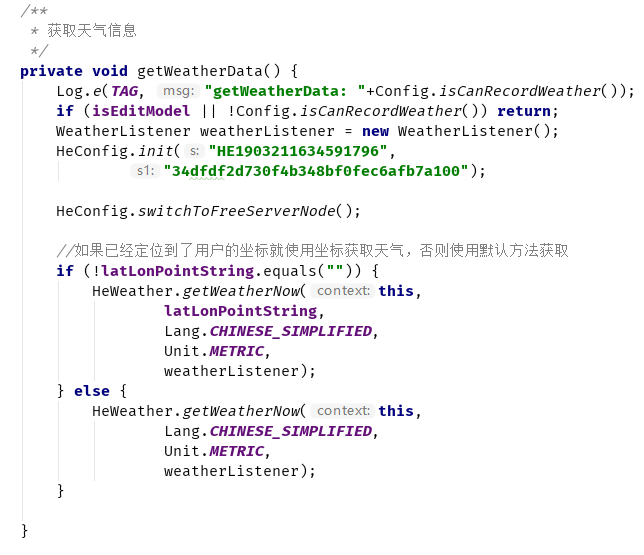 /**
* 获取天气信息
*/
private void getWeatherData() {
Log.e(TAG, msg: "getWeatherData: "+Config.isCanRecordWeather());
if (isEditModel || !Config.isCanRecordWeather()) return;
WeatherListener weatherListener = new WeatherListener();
HeConfig.init( s: "HE1903211634591796",
s1: "34dfdf2d730f4b348bf0fec6afb7a100");
HeConfig.switchToFreeServerNode();
//如果已经定位到了用户的坐标就使用坐标获取天气，否则使用默认方法获取
if (!latLonPointString.equals("")) {
HeWeather.getWeatherNow( context: this,
latLonPointString,
Lang.CHINESE_SIMPLIFIED,
Unit.METRIC,
weatherListener);
} else {
HeWeather.getWeatherNow( context: this,
Lang.CHINESE_SIMPLIFIED,
Unit.METRIC,
weatherListener);
}
}